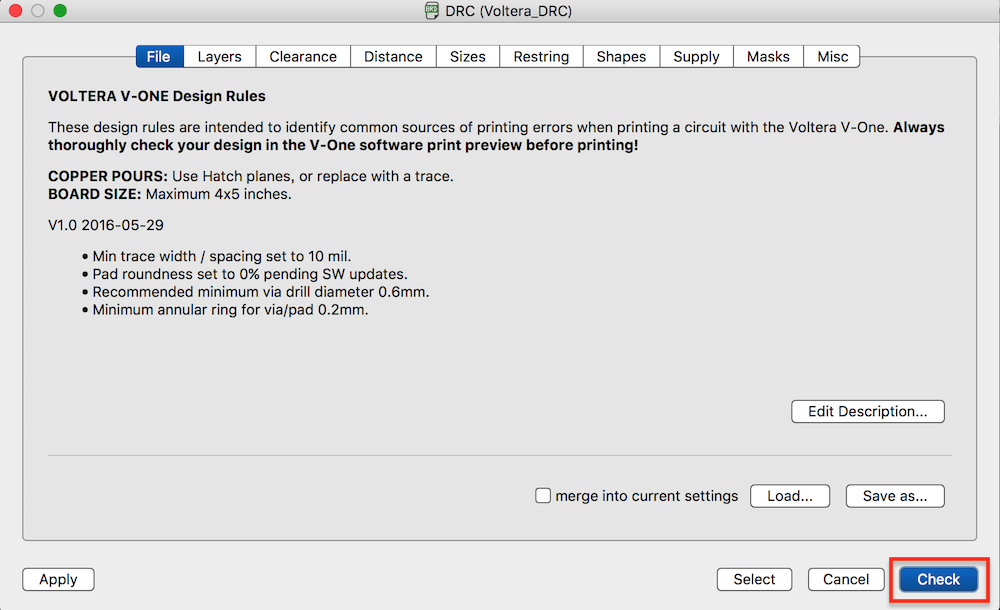 DRC (Voltera_DRC)
File Layers Clearance Distance Sizes Restring Shapes Supply Masks Misc
VOLTERA V-ONE Design Rules
These design rules are intended to identify common sources of printing errors when printing a circuit with the Voltera V-One. Always
thoroughly check your design in the V-One software print preview before printing!
COPPER POURS: Use Hatch planes, or replace with a trace.
BOARD SIZE: Maximum 4x5 inches.
V1.0 2016-05-29
• Min trace width / spacing set to 10 mil.
• Pad roundness set to 0% pending SW updates.
• Recommended minimum via drill diameter 0.6mm.
• Minimum annular ring for via/pad 0.2mm.
Edit Description...
merge into current settings Load... Save as...
Apply Select Cancel Check